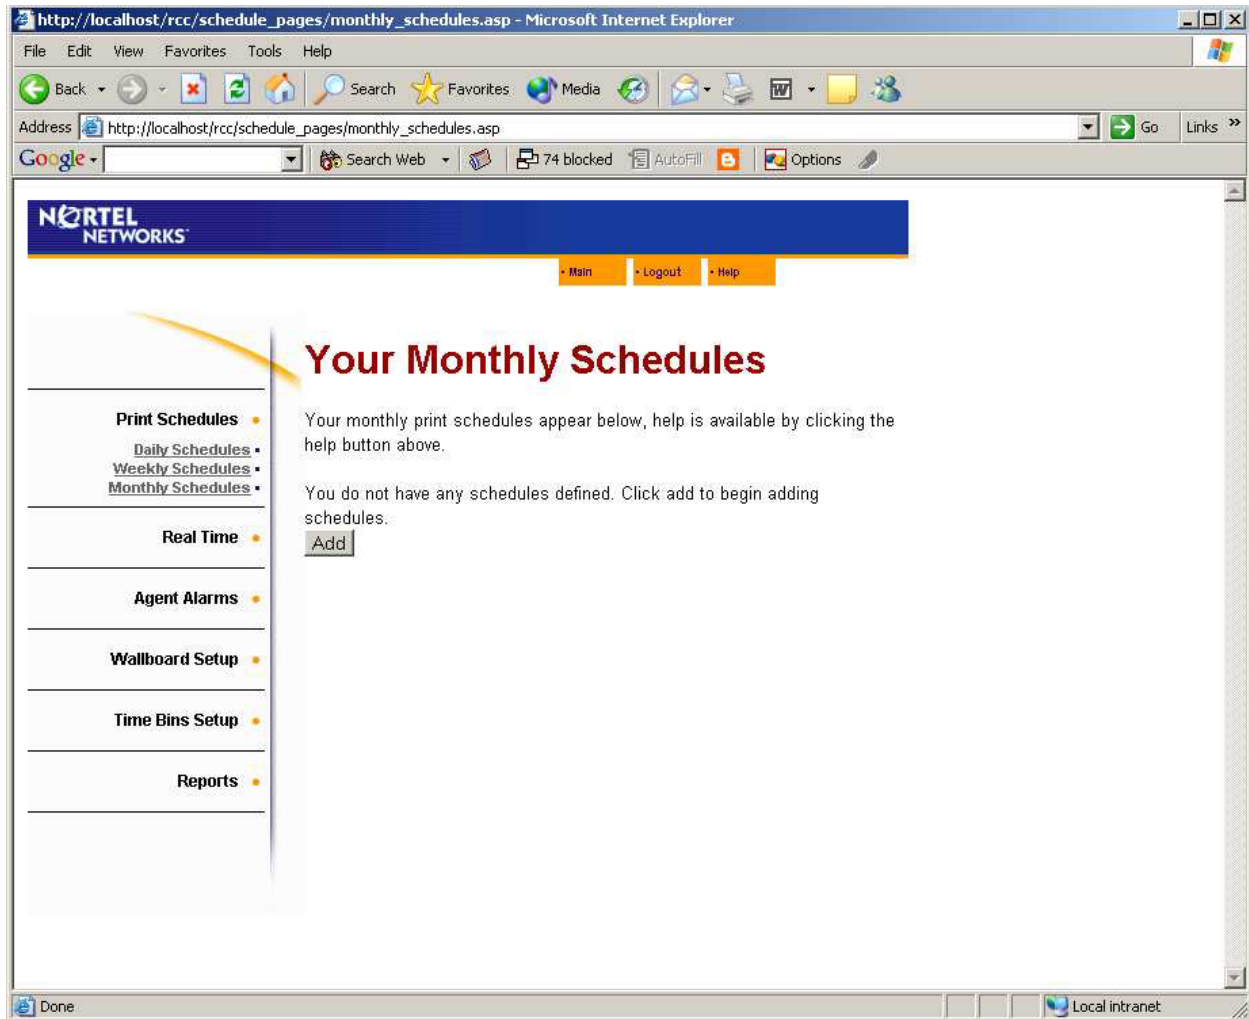 http://localhost/rcc/schedule_pages/monthly_schedules.asp - Microsoft Internet Explorer
File Edit View Favorites Tools Help
Back Search Favorites Media
Address http://localhost/rcc/schedule_pages/monthly_schedules.asp Go Links »
Google Search Web 74 blocked AutoFill Options
NORTEL
NETWORKS
• Main • Logout • Help
Your Monthly Schedules
Print Schedules
Daily Schedules
Weekly Schedules
Monthly Schedules
Real Time
Agent Alarms
Wallboard Setup
Time Bins Setup
Reports
Your monthly print schedules appear below, help is available by clicking the
help button above.
You do not have any schedules defined. Click add to begin adding
schedules.
Add
Done Local intranet